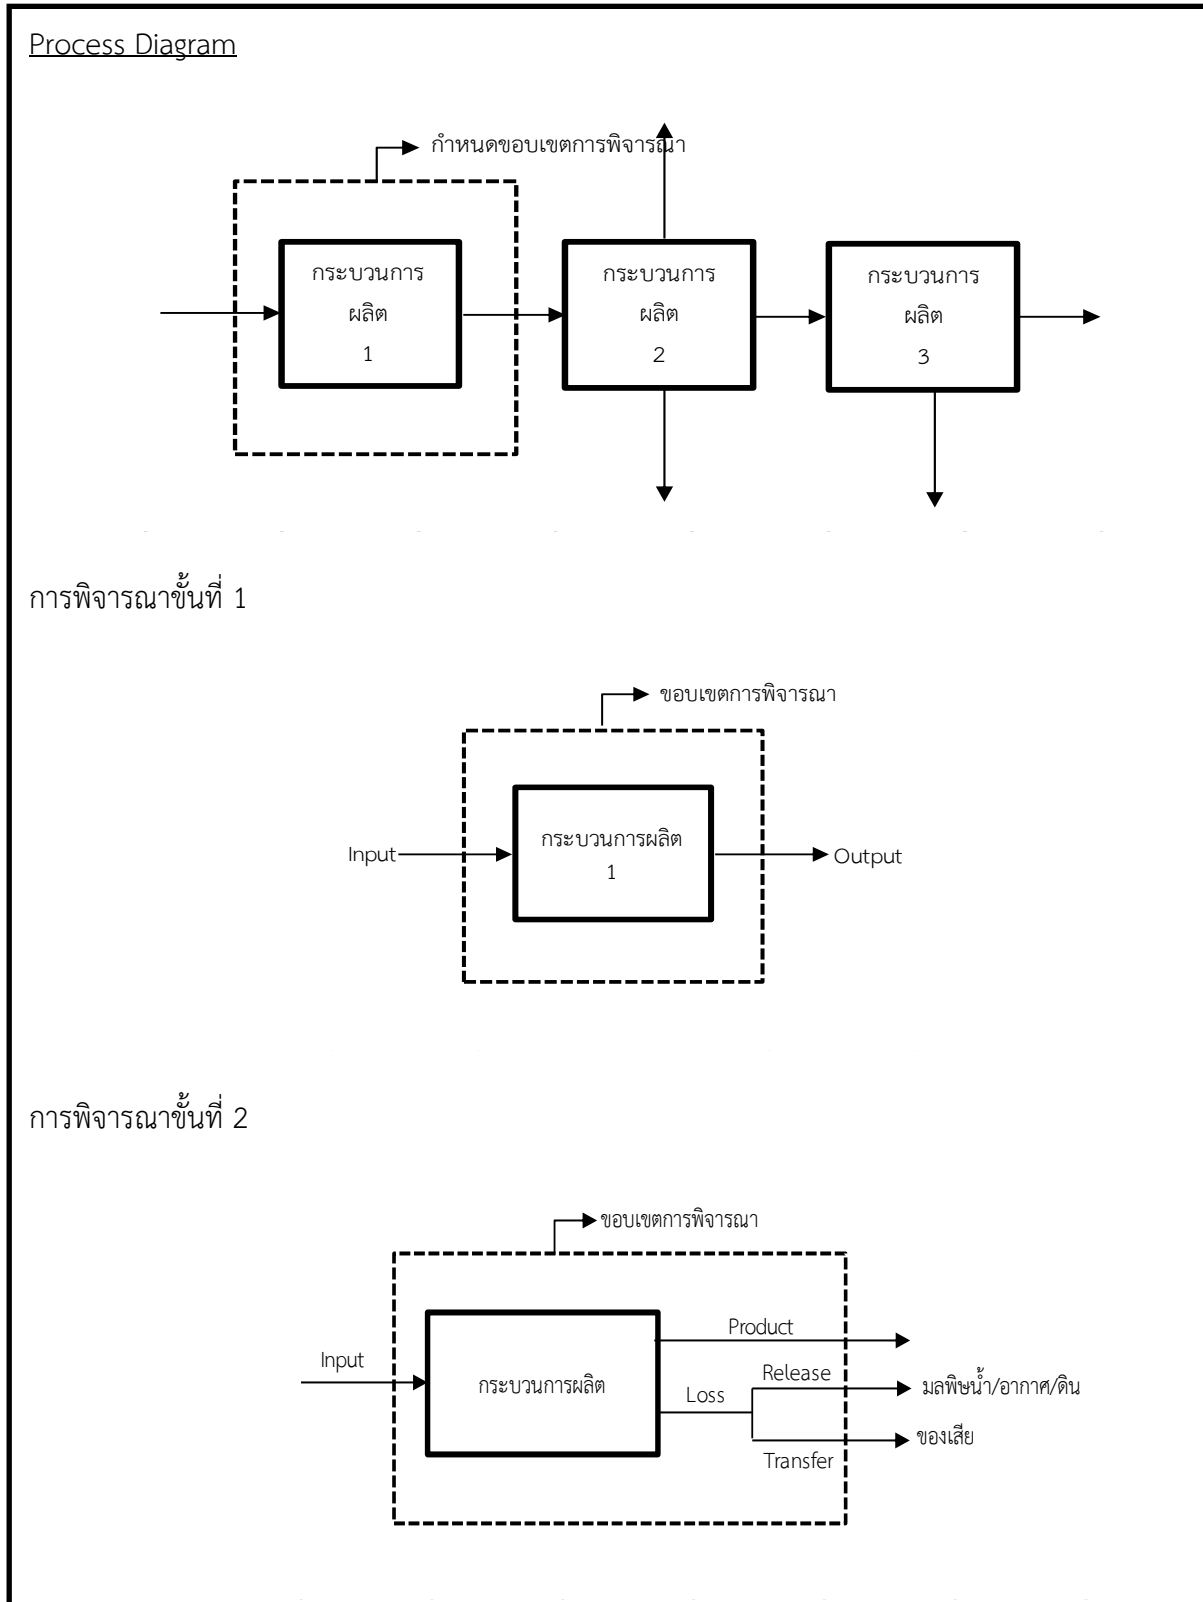 Process Diagram
กำหนดขอบเขตการพิจารณา
กระบวนการ
ผลิต
1
กระบวนการ
ผลิต
2
กระบวนการ
ผลิต
3
การพิจารณาขั้นที่ 1
ขอบเขตการพิจารณา
Input
กระบวนการผลิต
1
Output
การพิจารณาขั้นที่ 2
ขอบเขตการพิจารณา
Input
กระบวนการผลิต
Product
Loss
Release
มลพิษน้ำ/อากาศ/ดิน
Transfer
ของเสีย